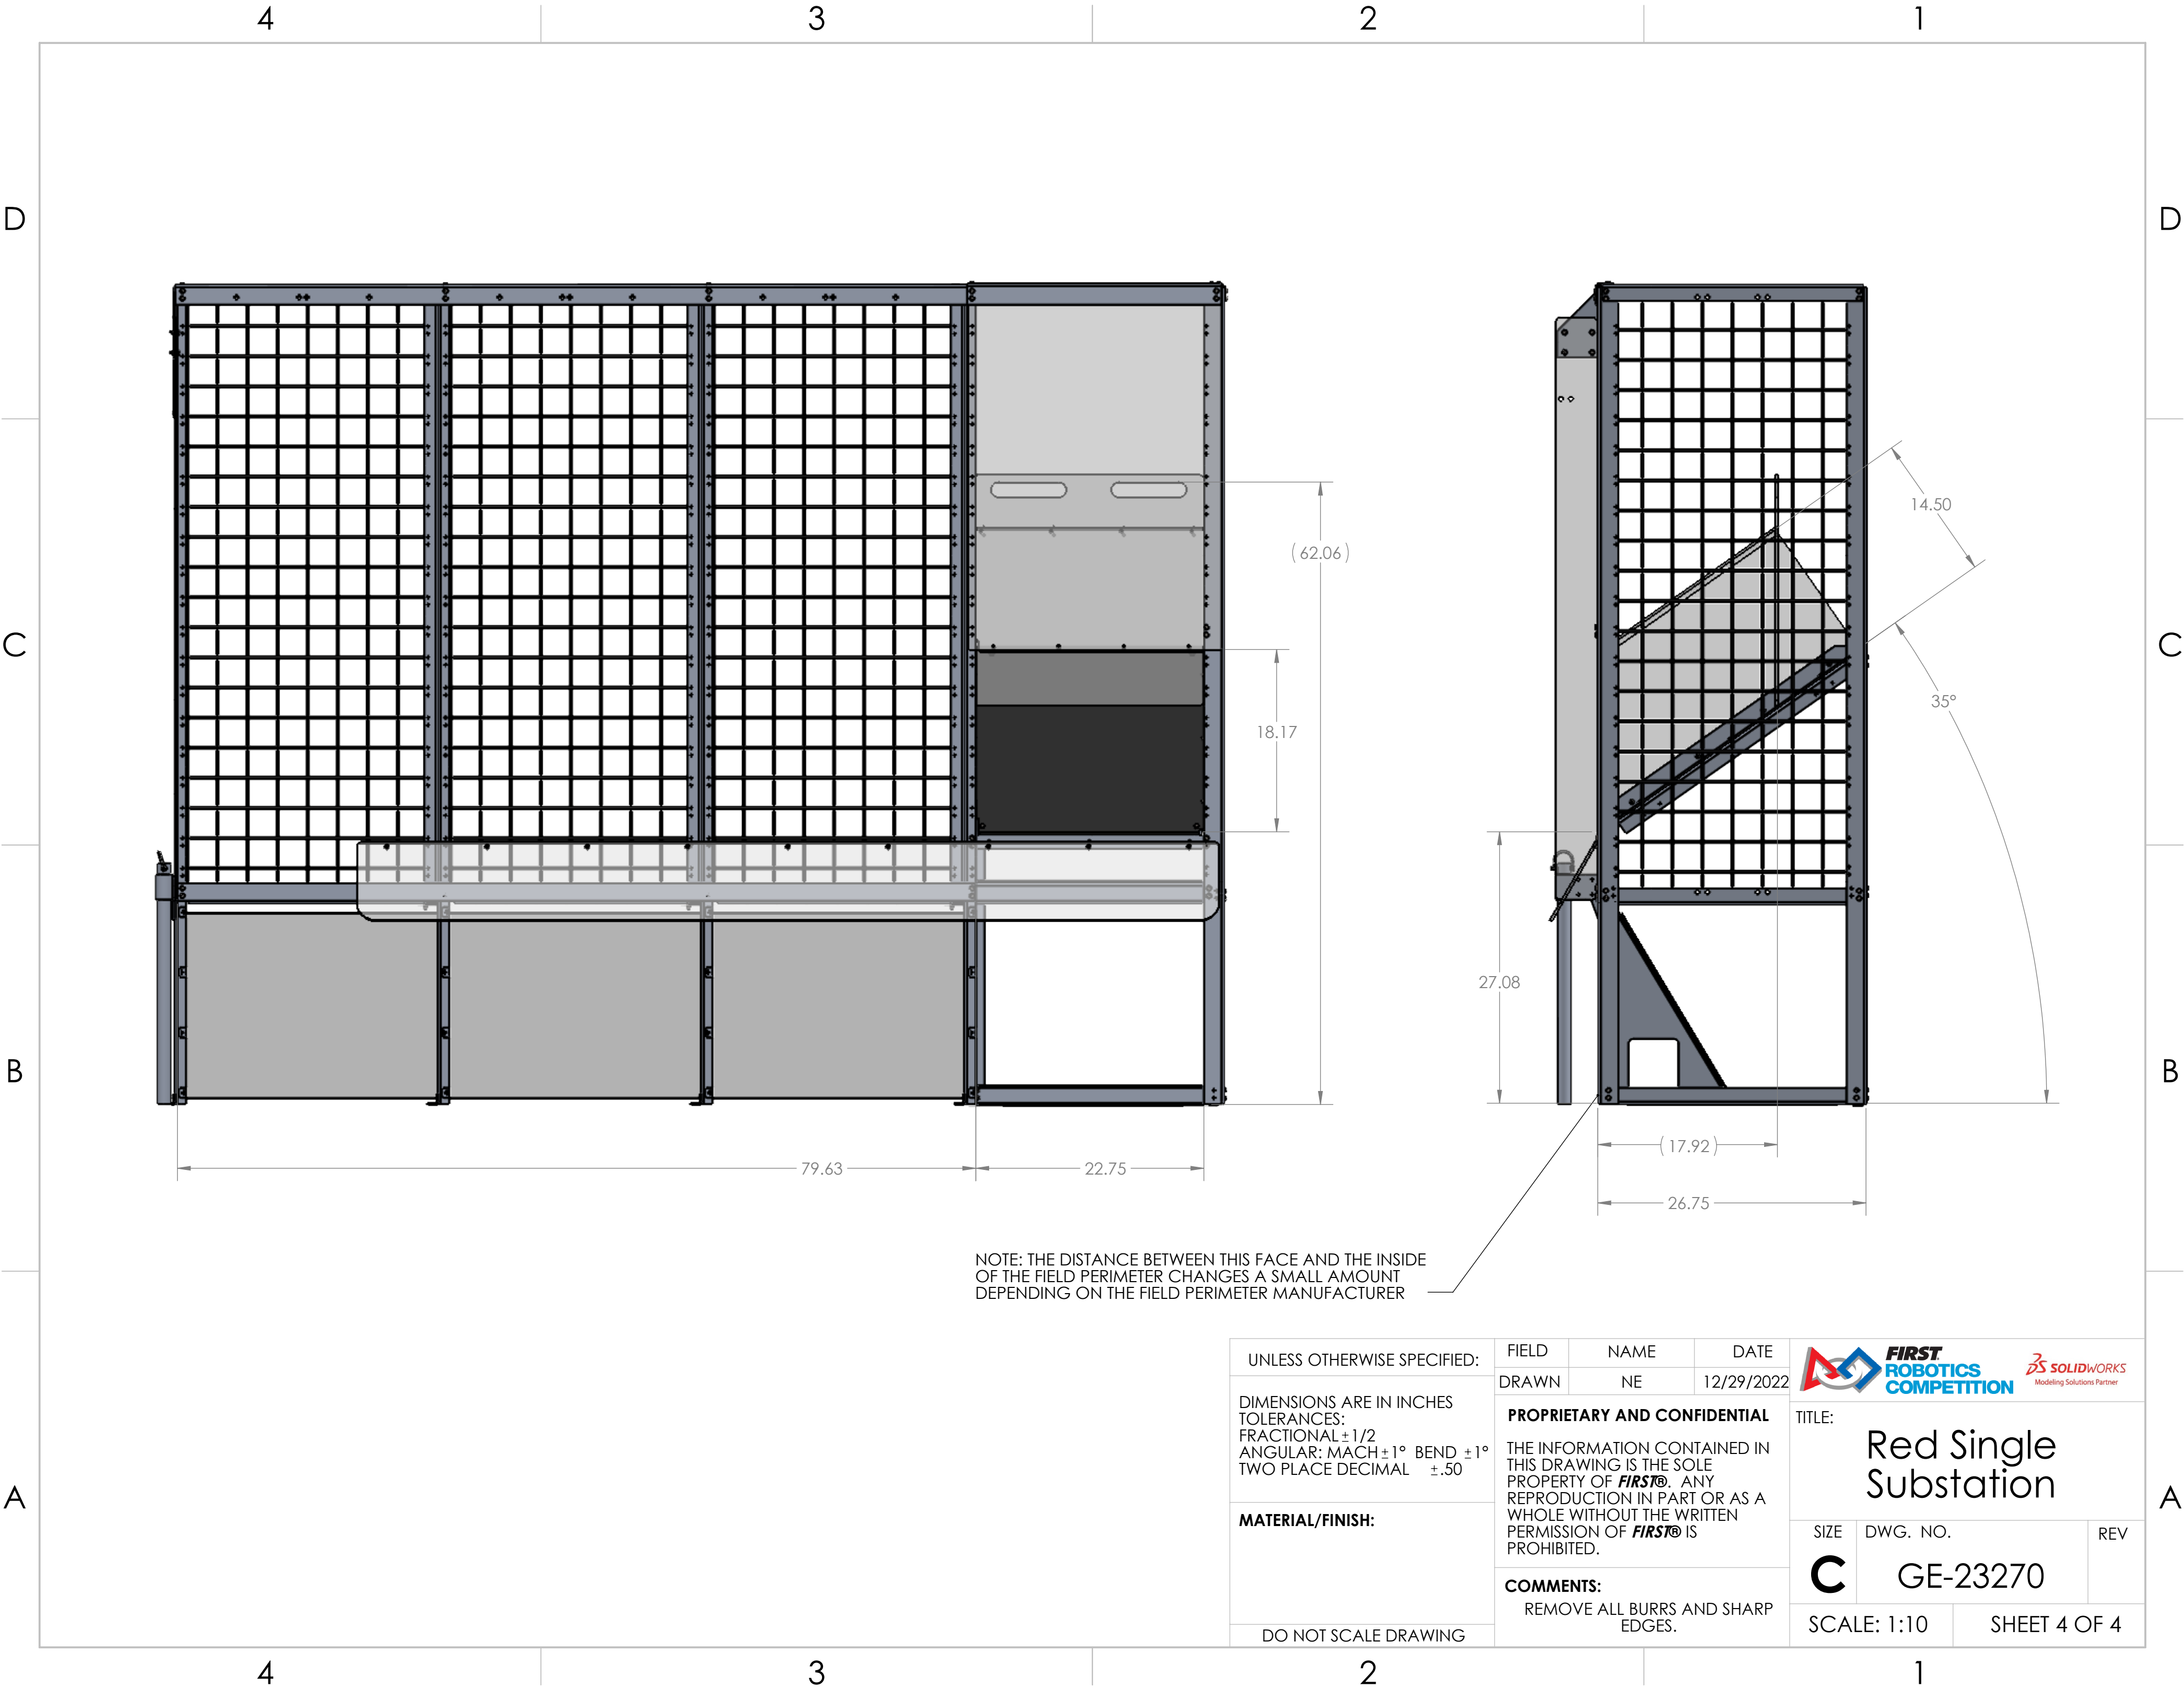 4 3 2 1
D D
C C
B B
A A
(62.06)
18.17
79.63
22.75
14.50
35°
27.08
(17.92)
26.75
NOTE: THE DISTANCE BETWEEN THIS FACE AND THE INSIDE
OF THE FIELD PERIMETER CHANGES A SMALL AMOUNT
DEPENDING ON THE FIELD PERIMETER MANUFACTURER
UNLESS OTHERWISE SPECIFIED:
DIMENSIONS ARE IN INCHES
TOLERANCES:
FRACTIONAL±1/2
ANGULAR: MACH±1° BEND ±1°
TWO PLACE DECIMAL ±.50
MATERIAL/FINISH:
DO NOT SCALE DRAWING
FIELD NAME DATE
DRAWN NE 12/29/2022
PROPRIETARY AND CONFIDENTIAL
THE INFORMATION CONTAINED IN
THIS DRAWING IS THE SOLE
PROPERTY OF FIRST®. ANY
REPRODUCTION IN PART OR AS A
WHOLE WITHOUT THE WRITTEN
PERMISSION OF FIRST® IS
PROHIBITED.
COMMENTS:
REMOVE ALL BURRS AND SHARP
EDGES.
FIRST
ROBOTICS
COMPETITION
SOLIDWORKS
Modeling Solutions Partner
TITLE:
Red Single
Substation
SIZE DWG. NO. REV
C GE-23270
SCALE: 1:10 SHEET 4 OF 4
4 3 2 1